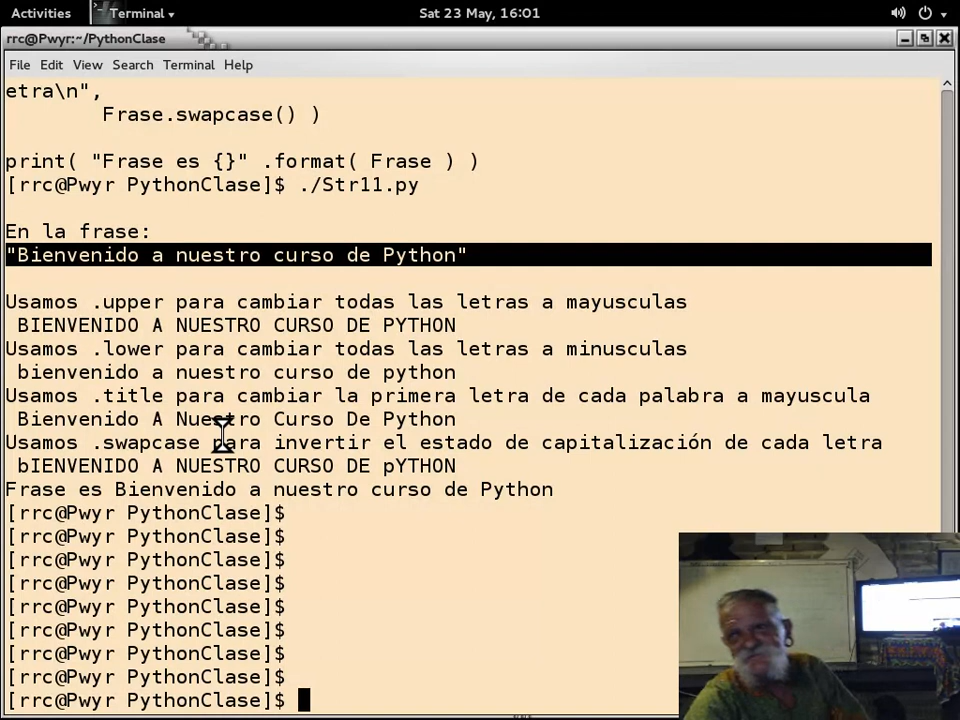 Activities
Terminal
Sat 23 May, 16:01
rrc@Pwyr:~/PythonClase
File Edit View Search Terminal Help
etra\n",
        Frase.swapcase() )
print( "Frase es {}" .format( Frase ) )
[rrc@Pwyr PythonClase]$ ./Str11.py
En la frase:
"Bienvenido a nuestro curso de Python"
Usamos .upper para cambiar todas las letras a mayusculas
 BIENVENIDO A NUESTRO CURSO DE PYTHON
Usamos .lower para cambiar todas las letras a minusculas
 bienvenido a nuestro curso de python
Usamos .title para cambiar la primera letra de cada palabra a mayuscula
 Bienvenido A Nuestro Curso De Python
Usamos .swapcase para invertir el estado de capitalización de cada letra
 bIENVENIDO A NUESTRO CURSO DE pYTHON
Frase es Bienvenido a nuestro curso de Python
[rrc@Pwyr PythonClase]$
[rrc@Pwyr PythonClase]$
[rrc@Pwyr PythonClase]$
[rrc@Pwyr PythonClase]$
[rrc@Pwyr PythonClase]$
[rrc@Pwyr PythonClase]$
[rrc@Pwyr PythonClase]$
[rrc@Pwyr PythonClase]$
[rrc@Pwyr PythonClase]$